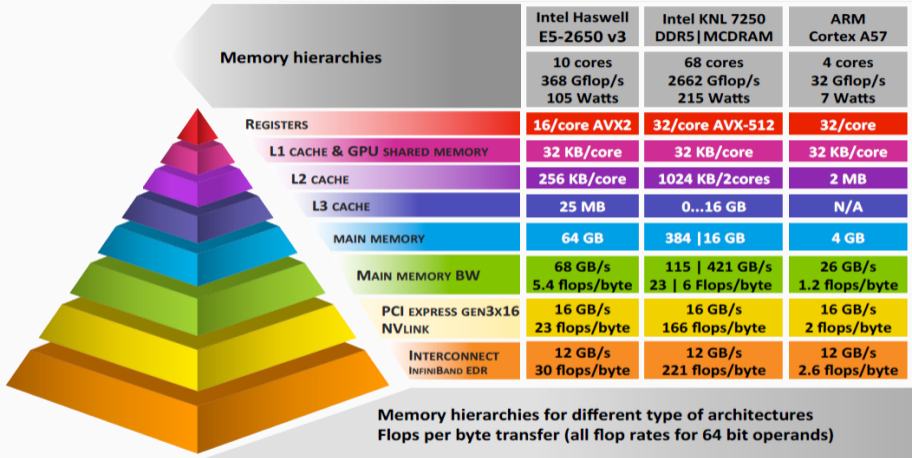 Memory hierarchies
Intel Haswell
E5-2650 v3
Intel KNL 7250
DDR5|MCDRAM
ARM
Cortex A57
10 cores
368 Gflop/s
105 Watts
68 cores
2662 Gflop/s
215 Watts
4 cores
32 Gflop/s
7 Watts
REGISTERS
16/core AVX2
32/core AVX-512
32/core
L1 CACHE & GPU SHARED MEMORY
32 KB/core
32 KB/core
32 KB/core
L2 CACHE
256 KB/core
1024 KB/2cores
2 MB
L3 CACHE
25 MB
0...16 GB
N/A
MAIN MEMORY
64 GB
384 |16 GB
4 GB
MAIN MEMORY BW
68 GB/s
5.4 flops/byte
115 | 421 GB/s
23 | 6 Flops/byte
26 GB/s
1.2 flops/byte
PCI EXPRESS GEN3X16
NVLINK
16 GB/s
23 flops/byte
16 GB/s
166 flops/byte
16 GB/s
2 flops/byte
INTERCONNECT
INFINIBAND EDR
12 GB/s
30 flops/byte
12 GB/s
221 flops/byte
12 GB/s
2.6 flops/byte
Memory hierarchies for different type of architectures
Flops per byte transfer (all flop rates for 64 bit operands)